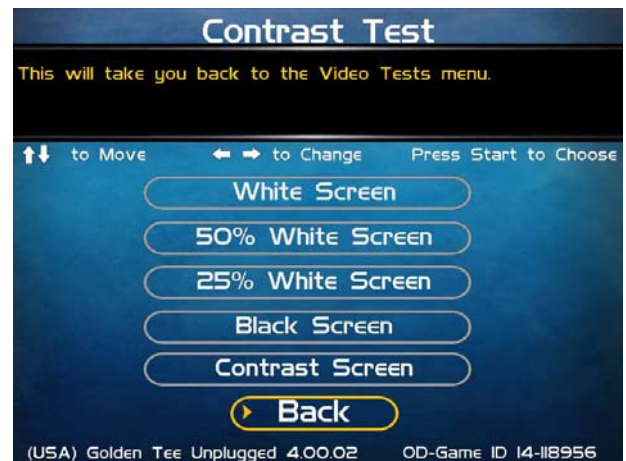 Contrast Test
This will take you back to the Video Tests menu.
to Move to Change Press Start to Choose
White Screen
50% White Screen
25% White Screen
Black Screen
Contrast Screen
Back
(USA) Golden Tee Unplugged 4.00.02 OD-Game ID 14-118956